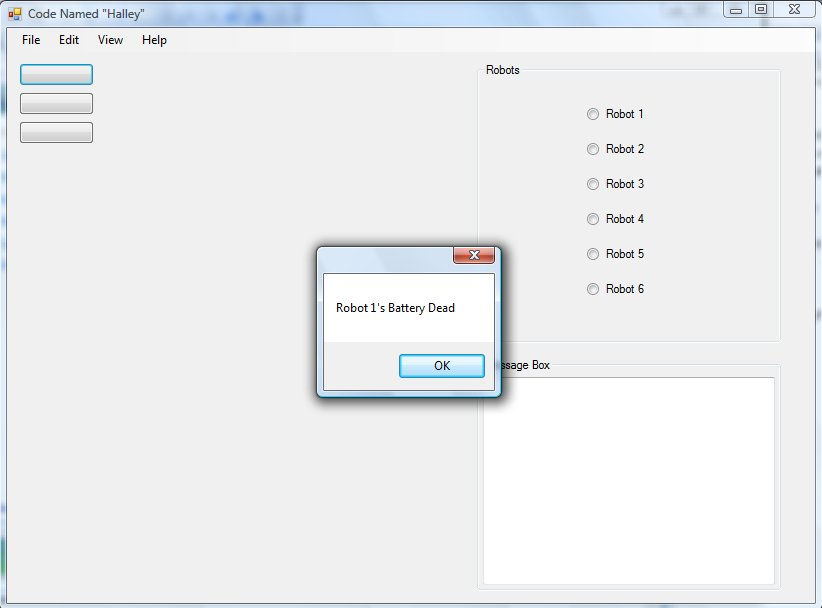 Code Named "Halley"
File Edit View Help
Robots
Robot 1
Robot 2
Robot 3
Robot 4
Robot 5
Robot 6
Robot 1's Battery Dead
OK
ssage Box